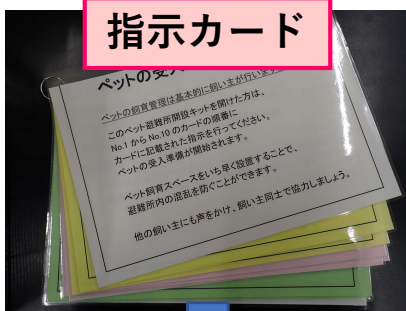 指示カード
ペットの受入
ペットの飼育管理は基本的に飼い主が行います
このペット避難所開設キットを開けた方は、
No.1 から No.10 のカードの順番に
カードに記載された指示を行ってください。
ペットの受入準備が開始されます。
ペット飼育スペースをいち早く設置することで、
避難所内の混乱を防ぐことができます。
他の飼い主にも声をかけ、飼い主同士で協力しましょう。